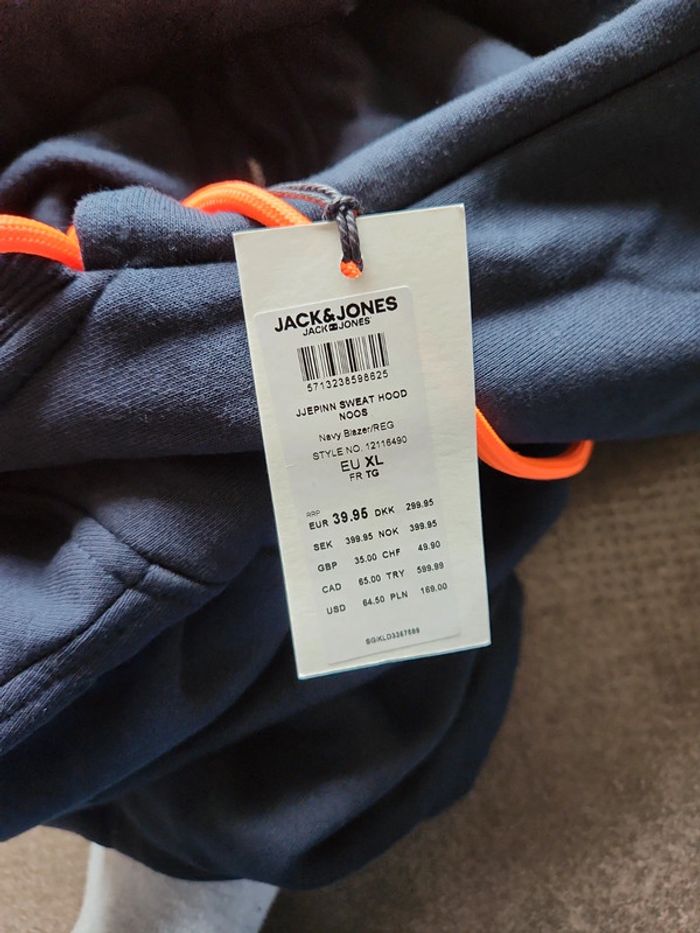 JACK&JONES
JACK JONES
5713238598625
JJEPINN SWEAT HOOD
NOOS
Navy Blazer/REG
STYLE NO. 12116490
EU XL
FR TG
RRP
EUR 39.95 DKK 299.95
SEK 399.95 NOK 399.95
GBP 35.00 CHF 49.90
CAD 65.00 TRY 599.99
USD 64.50 PLN 169.00